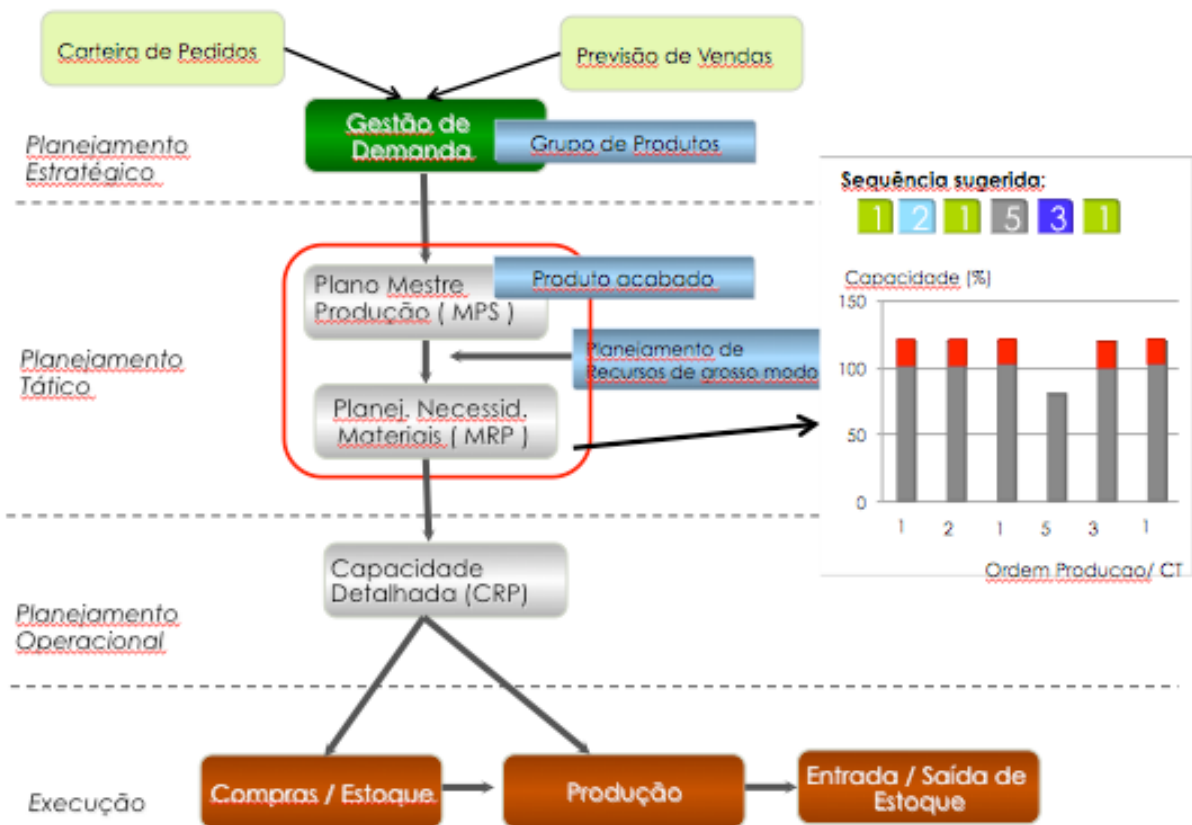 Carteira de Pedidos
Previsão de Vendas
Gestão de
Demanda
Grupo de Produtos
Planejamento
Estratégico
Sequência sugerida:
1 2 1 5 3 1
Plano Mestre
Produção ( MPS )
Produto acabado
Capacidade (%)
150
100
50
0
1 2 1 5 3 1
Ordem Producao/ CT
Planejamento de
Recursos de grosso modo
Planejamento
Tático
Planej. Necessid.
Materiais ( MRP )
Capacidade
Detalhada (CRP)
Planejamento
Operacional
Execução
Compras / Estoque
Produção
Entrada / Saída de
Estoque